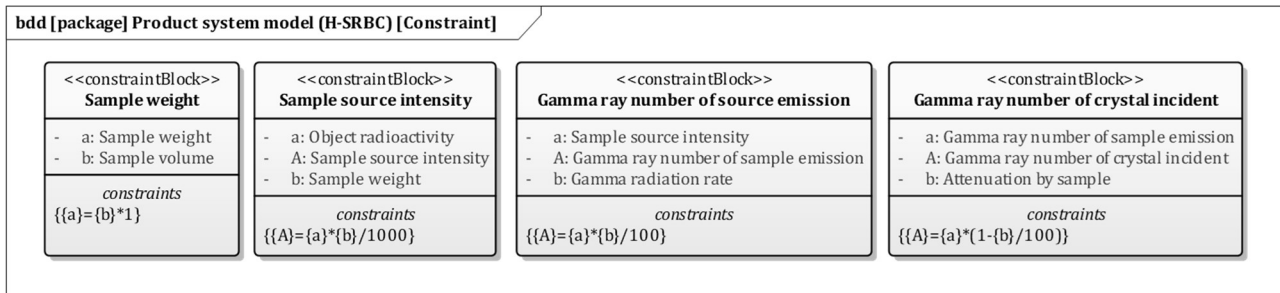 bdd [package] Product system model (H-SRBC) [Constraint]
<<constraintBlock>>
Sample weight
- a: Sample weight
- b: Sample volume
constraints
{{a}={b}*1}
<<constraintBlock>>
Sample source intensity
- a: Object radioactivity
- A: Sample source intensity
- b: Sample weight
constraints
{{A}={a}*{b}/1000}
<<constraintBlock>>
Gamma ray number of source emission
- a: Sample source intensity
- A: Gamma ray number of sample emission
- b: Gamma radiation rate
constraints
{{A}={a}*{b}/100}
<<constraintBlock>>
Gamma ray number of crystal incident
- a: Gamma ray number of sample emission
- A: Gamma ray number of crystal incident
- b: Attenuation by sample
constraints
{{A}={a}*(1-{b}/100)}